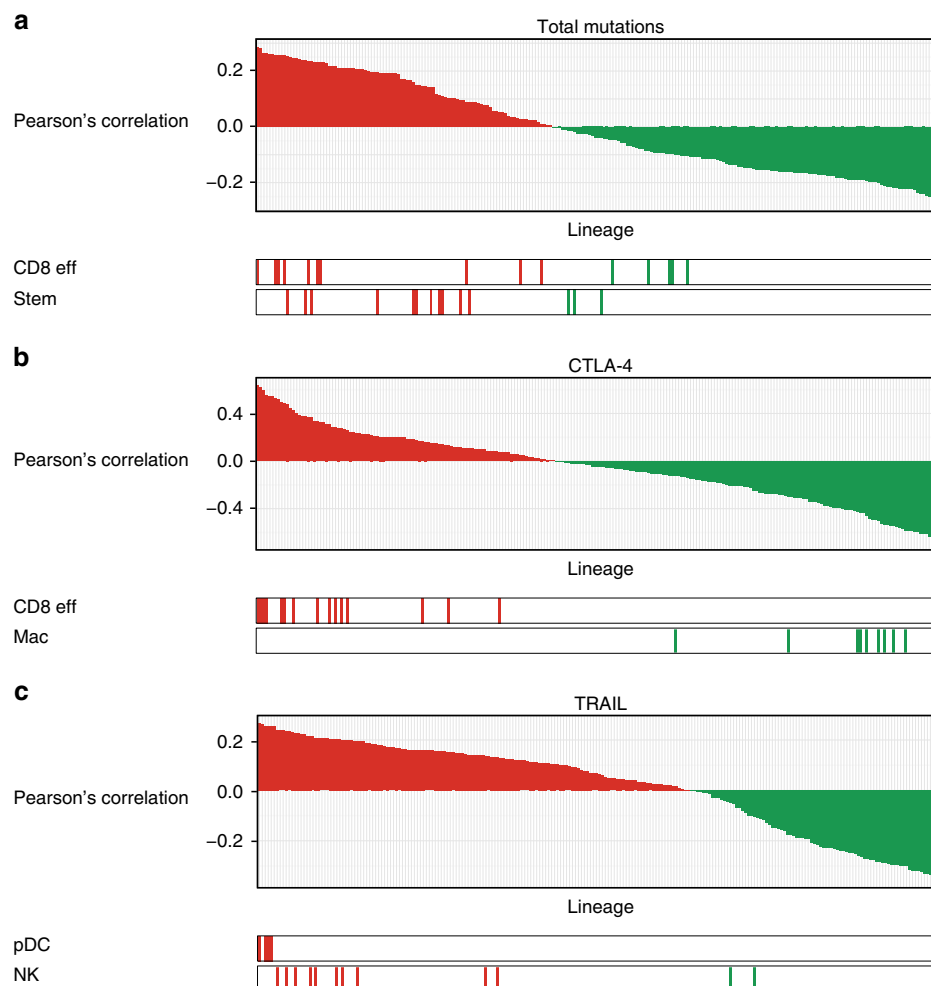 a
Total mutations
0.2
Pearson's correlation
0.0
−0.2
Lineage
CD8 eff
Stem
b
CTLA-4
0.4
Pearson's correlation
0.0
−0.4
Lineage
CD8 eff
Mac
c
TRAIL
0.2
Pearson's correlation
0.0
−0.2
Lineage
pDC
NK